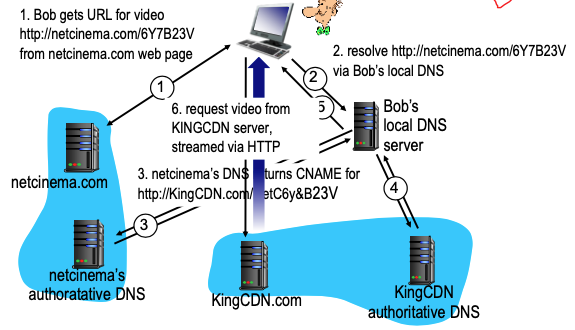 1. Bob gets URL for video
http://netcinema.com/6Y7B23V
from netcinema.com web page
2. resolve http://netcinema.com/6Y7B23V
via Bob's local DNS
1
2
5
6. request video from
KINGCDN server,
streamed via HTTP
Bob's
local DNS
server
netcinema.com
3. netcinema's DNS returns CNAME for
http://KingCDN.com/NetC6y&B23V
4
3
netcinema's
authoratative DNS
KingCDN.com
KingCDN
authoritative DNS